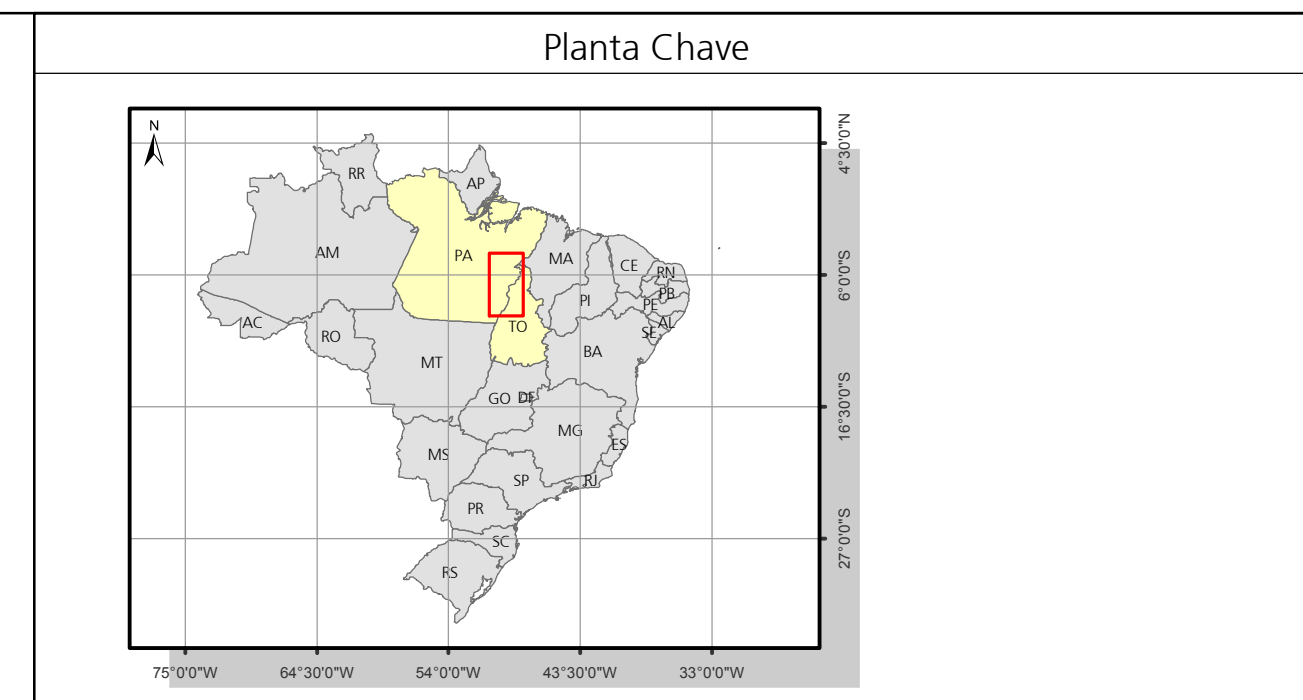 Planta Chave
N
4°30'0"N
RR
AP
AM
PA
MA
CE
RN
6°0'0"S
PB
PI
PE
AC
TO
AL
RO
SE
MT
BA
GO
DF
16°30'0"S
MG
ES
MS
SP
RJ
PR
27°0'0"S
SC
RS
75°0'0"W
64°30'0"W
54°0'0"W
43°30'0"W
33°0'0"W